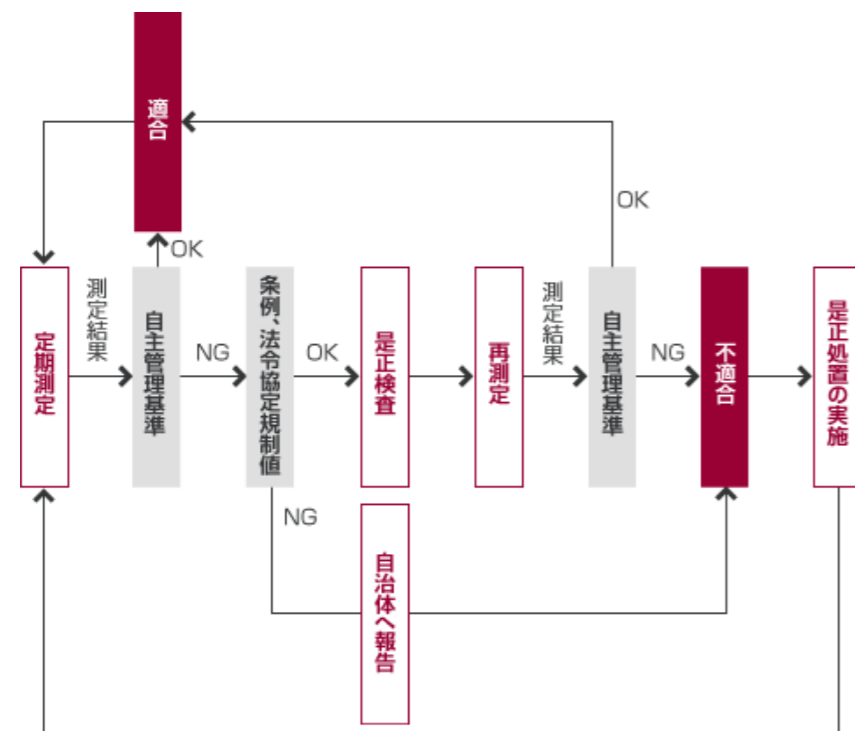 適合
OK
OK
定期測定
測定結果
自主管理基準
NG
条例、法令協定規制値
OK
是正検査
再測定
測定結果
自主管理基準
NG
不適合
是正処置の実施
NG
自治体へ報告